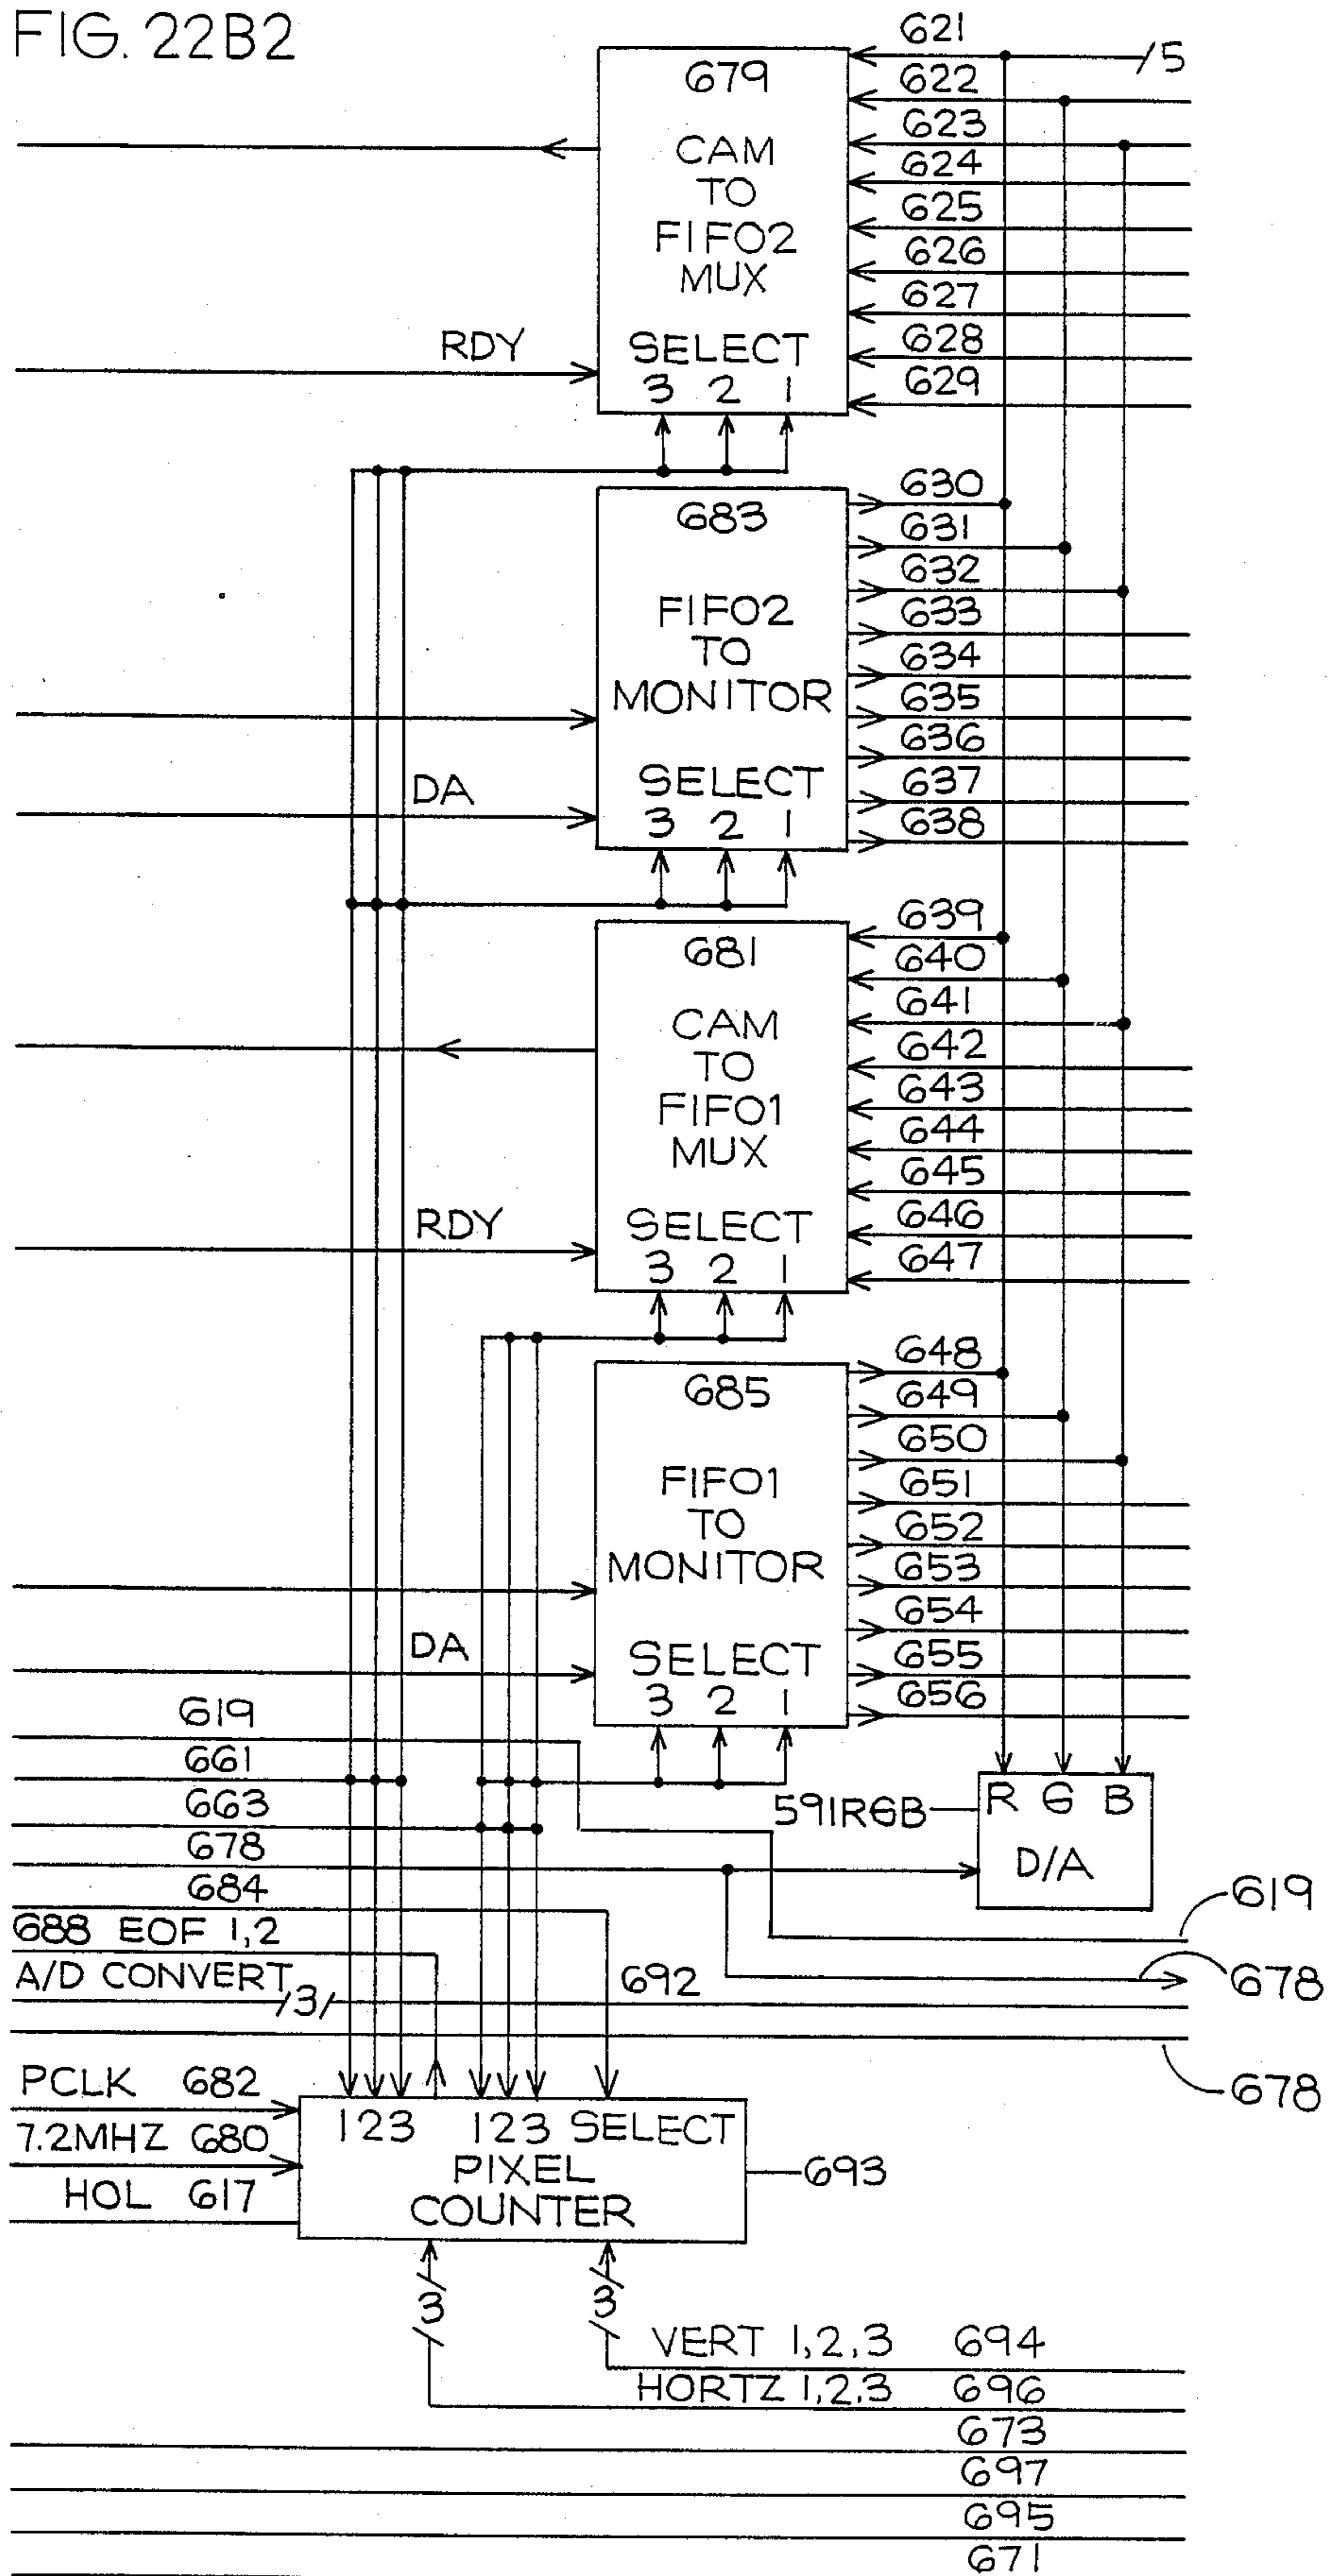 FIG. 22B2
621
/5
679
622
623
CAM
TO
FIFO2
MUX
624
625
626
627
RDY
SELECT
628
3 2 1
629
683
630
631
632
FIFO2
TO
MONITOR
633
634
635
636
DA
SELECT
637
3 2 1
638
681
639
640
641
CAM
TO
FIFO1
MUX
642
643
644
645
RDY
SELECT
646
3 2 1
647
685
648
649
650
FIFO1
TO
MONITOR
651
652
653
654
DA
SELECT
655
3 2 1
656
619
661
663
678
684
591RGB
R G B
D/A
619
688 EOF 1,2
A/D CONVERT
/3/
692
678
678
PCLK 682
7.2MHZ 680
HOL 617
123 123 SELECT
PIXEL
COUNTER
693
3
3
VERT 1,2,3 694
HORTZ 1,2,3 696
673
697
695
671